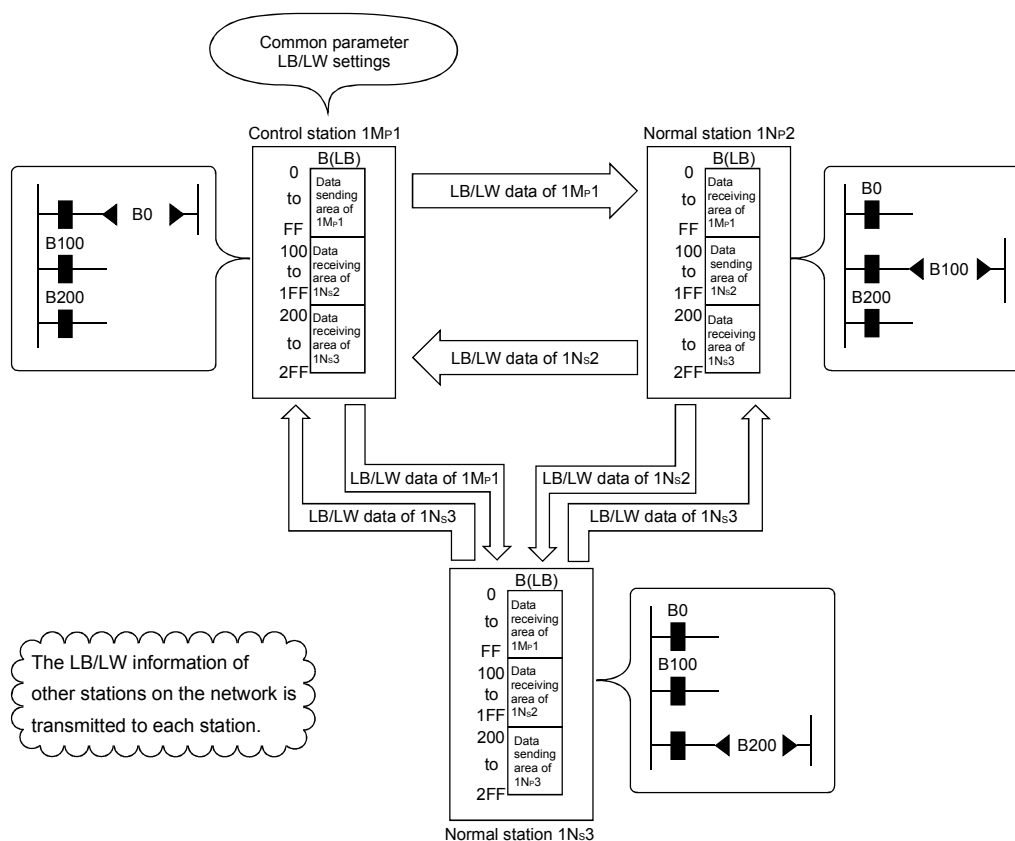 Common parameter
LB/LW settings
Control station 1MP1
Normal station 1NP2
B0
B100
B200
B(LB)
0
to
FF
100
to
1FF
200
to
2FF
Data
sending
area of
1MP1
Data
receiving
area of
1NS2
Data
receiving
area of
1NS3
LB/LW data of 1MP1
LB/LW data of 1NS2
B(LB)
0
to
FF
100
to
1FF
200
to
2FF
Data
receiving
area of
1MP1
Data
sending
area of
1NS2
Data
receiving
area of
1NS3
B0
B100
B200
LB/LW data of 1MP1
LB/LW data of 1NS3
LB/LW data of 1NS2
LB/LW data of 1NS3
The LB/LW information of
other stations on the network is
transmitted to each station.
B(LB)
0
to
FF
100
to
1FF
200
to
2FF
Data
receiving
area of
1MP1
Data
receiving
area of
1NS2
Data
sending
area of
1NP3
B0
B100
B200
Normal station 1NS3